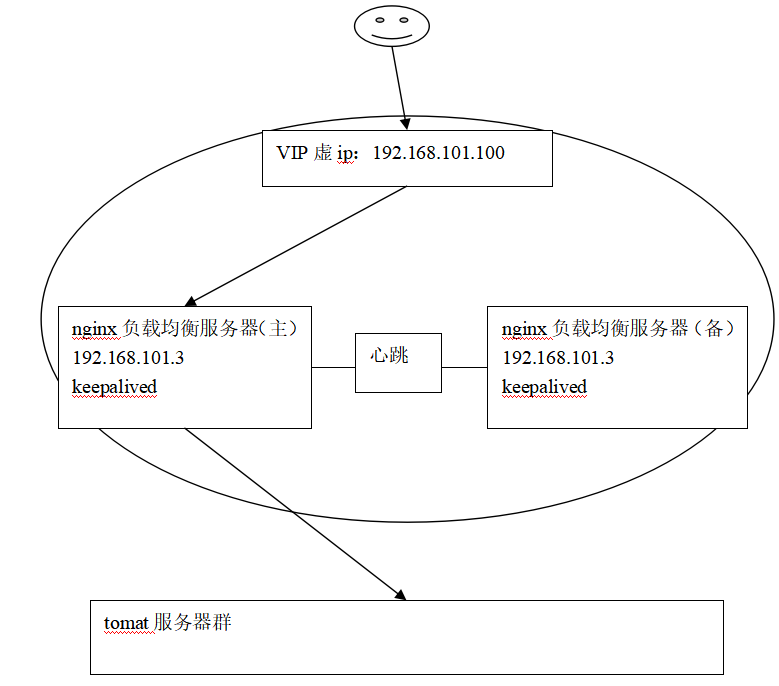 VIP 虚 ip：192.168.101.100
nginx 负载均衡服务器（主）
192.168.101.3
keepalived
心跳
nginx 负载均衡服务器（备）
192.168.101.3
keepalived
tomat 服务器群